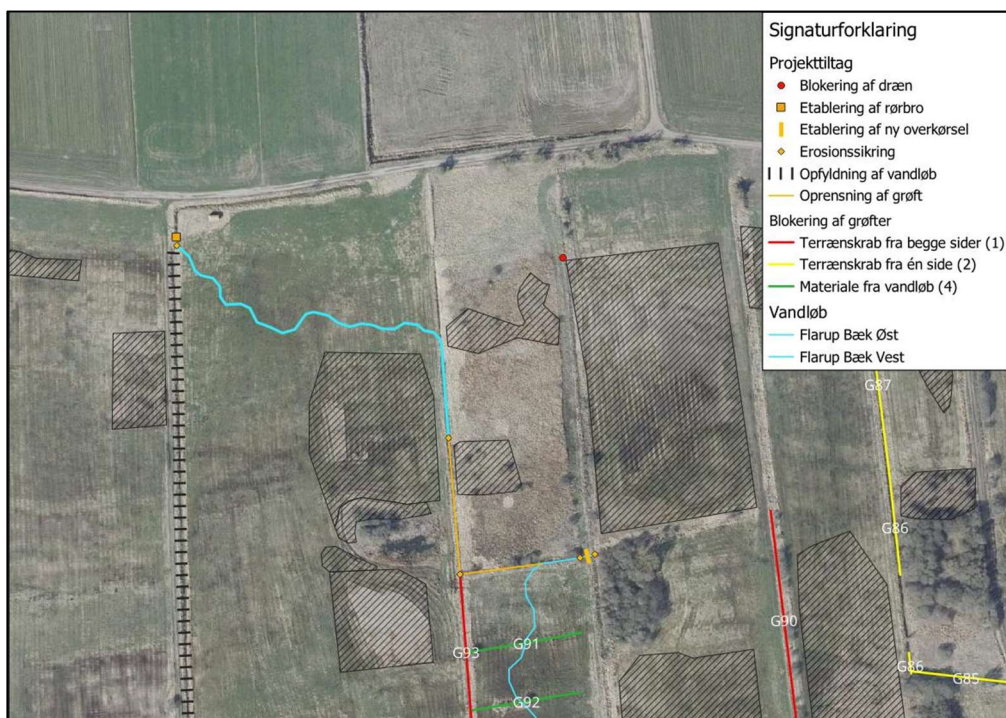 Signaturforklaring
Projekttiltag
Blokering af dræn
Etablering af rørbro
Etablering af ny overkørsel
Erosionssikring
Opfyldning af vandløb
Oprensning af grøft
Blokering af grøfter
Terrænskrab fra begge sider (1)
Terrænskrab fra én side (2)
Materiale fra vandløb (4)
Vandløb
Flarup Bæk Øst
Flarup Bæk Vest
G87
G86
G90
G91
G93
G86
G85
G92